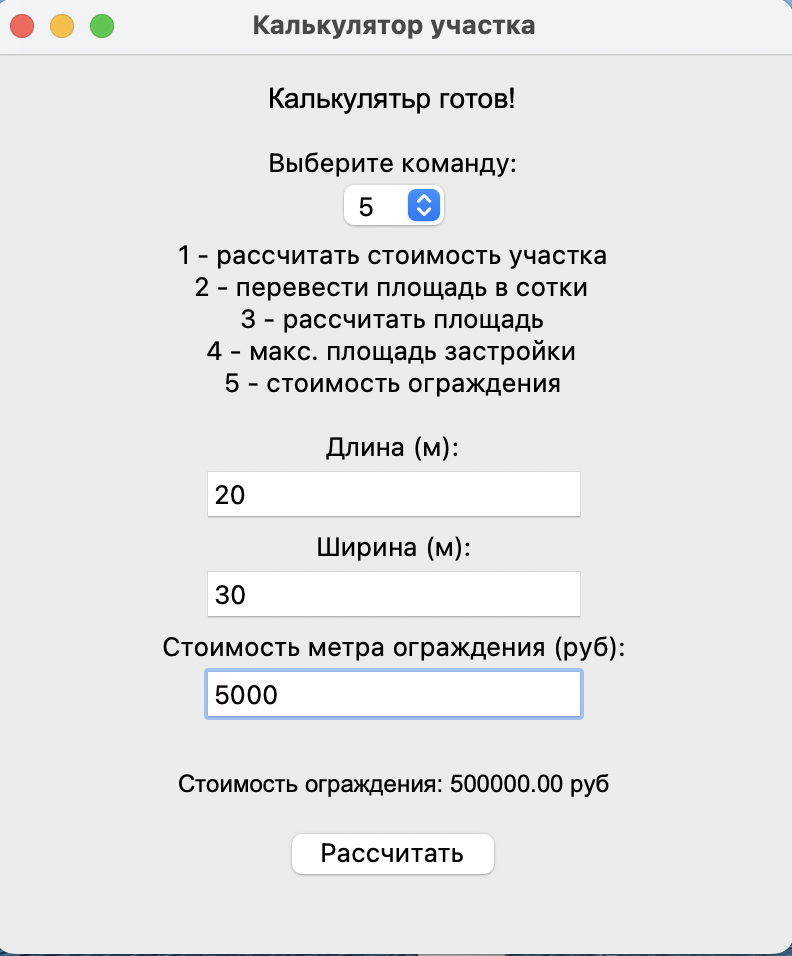 Калькулятор участка
Калькулятьр готов!
Выберите команду:
5
1 - рассчитать стоимость участка
2 - перевести площадь в сотки
3 - рассчитать площадь
4 - макс. площадь застройки
5 - стоимость ограждения
Длина (м):
20
Ширина (м):
30
Стоимость метра ограждения (руб):
5000
Стоимость ограждения: 500000.00 руб
Рассчитать